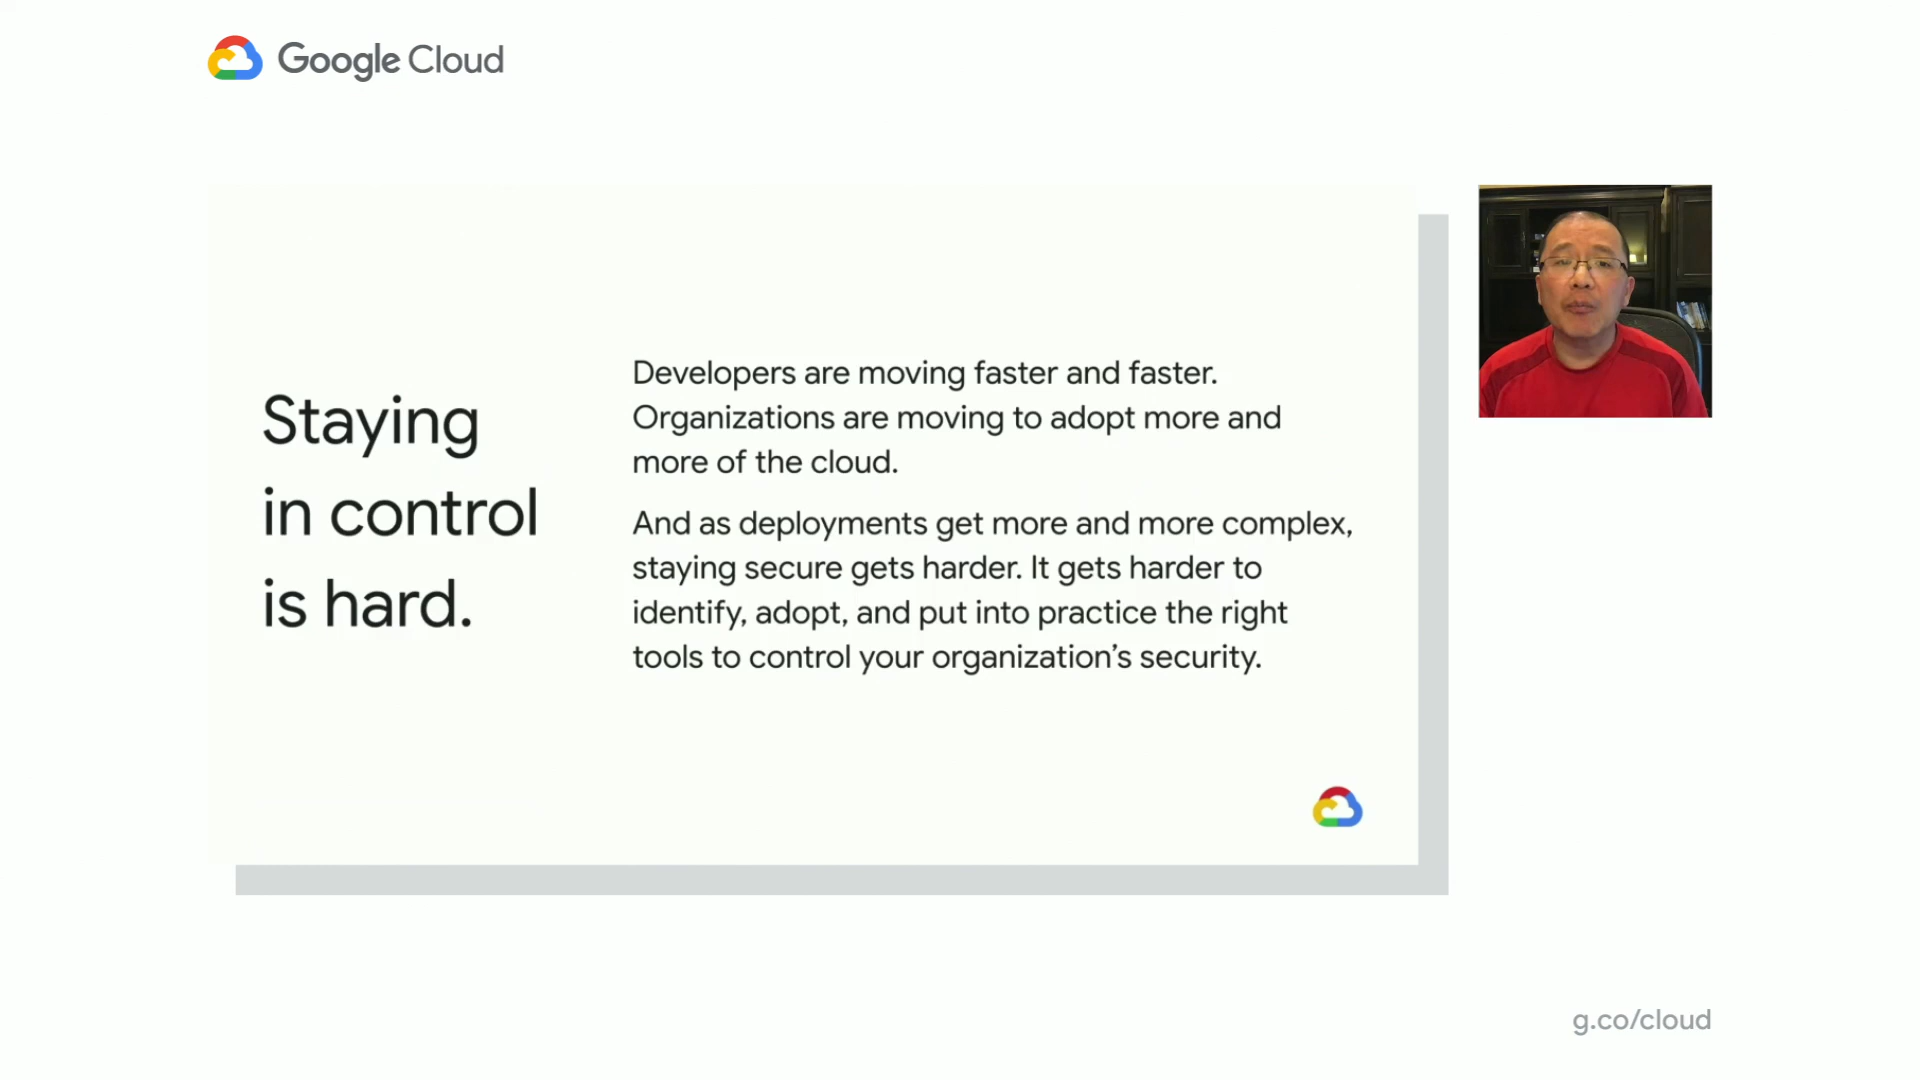 Google Cloud
Staying
in control
is hard.
Developers are moving faster and faster.
Organizations are moving to adopt more and
more of the cloud.
And as deployments get more and more complex,
staying secure gets harder. It gets harder to
identify, adopt, and put into practice the right
tools to control your organization’s security.
g.co/cloud